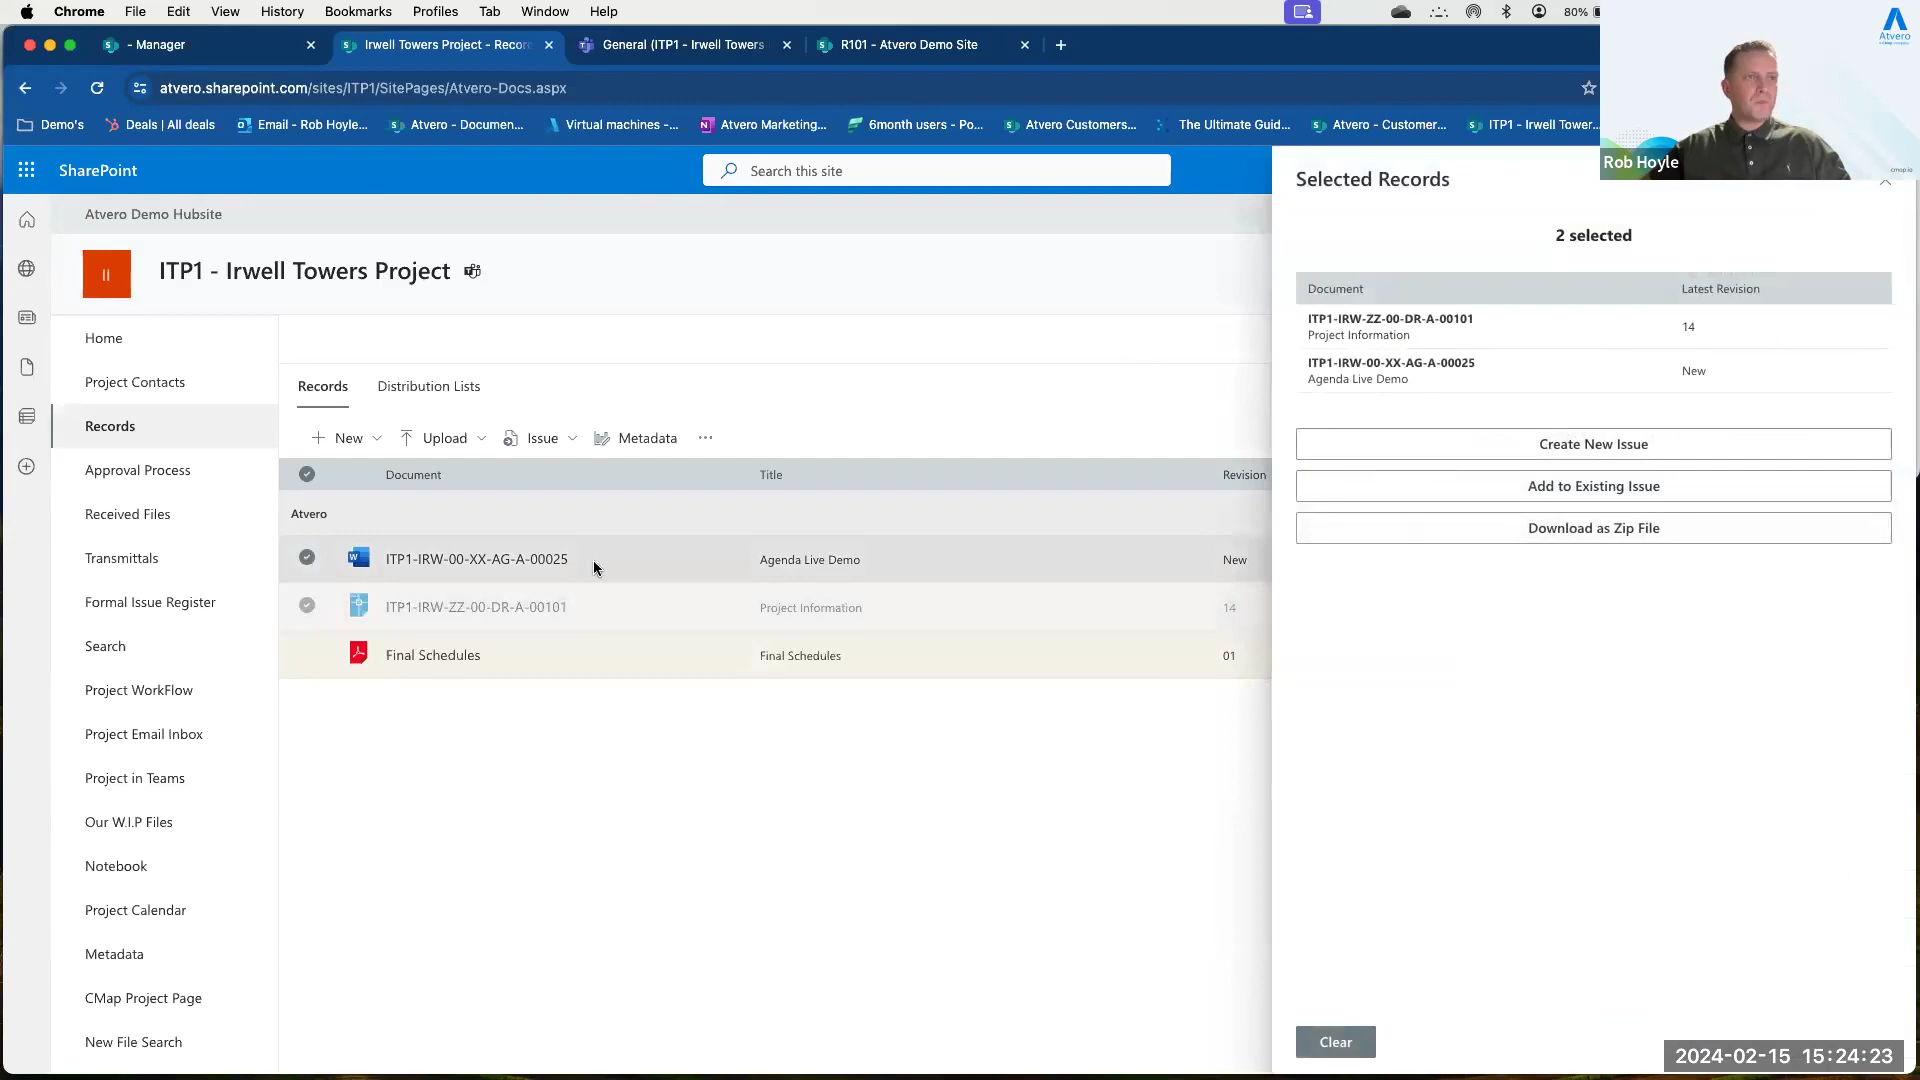 Chrome File Edit View History Bookmarks Profiles Tab Window Help
80%
Atvero
- Manager
Irwell Towers Project - Recor
General (ITP1 - Irwell Towers
R101 - Atvero Demo Site
atvero.sharepoint.com/sites/ITP1/SitePages/Atvero-Docs.aspx
Demo's
Deals | All deals
Email - Rob Hoyle...
Atvero - Documen...
Virtual machines -...
Atvero Marketing...
6month users - Po...
Atvero Customers...
The Ultimate Guid...
Atvero - Customer...
ITP1 - Irwell Tower...
Rob Hoyle
cmap.io
SharePoint
Search this site
Atvero Demo Hubsite
II
ITP1 - Irwell Towers Project
Home
Project Contacts
Records
Approval Process
Received Files
Transmittals
Formal Issue Register
Search
Project WorkFlow
Project Email Inbox
Project in Teams
Our W.I.P Files
Notebook
Project Calendar
Metadata
CMap Project Page
New File Search
Records Distribution Lists
New Upload Issue Metadata ...
Document Title Revision
Atvero
ITP1-IRW-00-XX-AG-A-00025 Agenda Live Demo New
ITP1-IRW-ZZ-00-DR-A-00101 Project Information 14
Final Schedules Final Schedules 01
Selected Records
2 selected
Document Latest Revision
ITP1-IRW-ZZ-00-DR-A-00101
Project Information
14
ITP1-IRW-00-XX-AG-A-00025
Agenda Live Demo
New
Create New Issue
Add to Existing Issue
Download as Zip File
Clear
2024-02-15 15:24:23